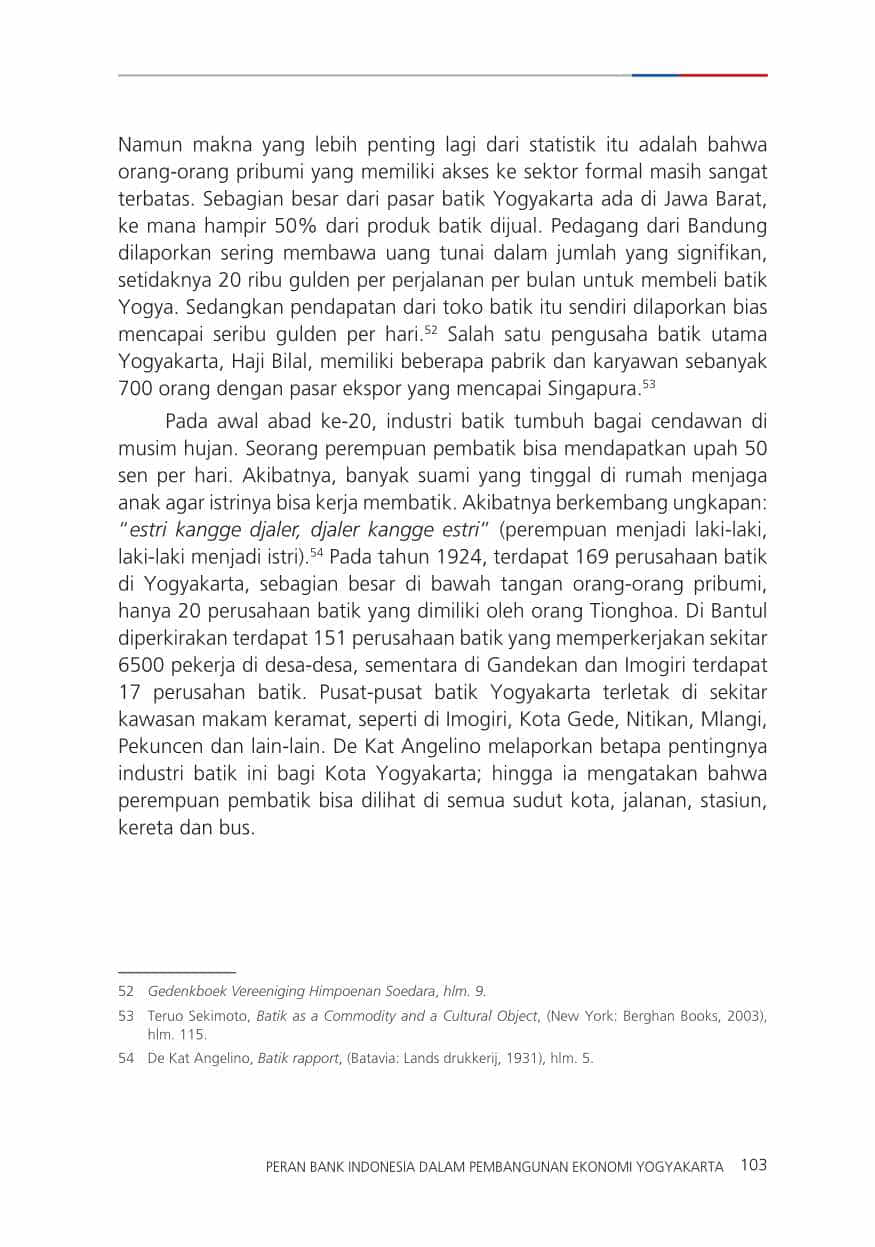 Namun makna yang lebih penting lagi dari statistik itu adalah bahwa
orang-orang pribumi yang memiliki akses ke sektor formal masih sangat
terbatas. Sebagian besar dari pasar batik Yogyakarta ada di Jawa Barat,
ke mana hampir 50% dari produk batik dijual. Pedagang dari Bandung
dilaporkan sering membawa uang tunai dalam jumlah yang signifikan,
setidaknya 20 ribu gulden per perjalanan per bulan untuk membeli batik
Yogya. Sedangkan pendapatan dari toko batik itu sendiri dilaporkan bias
mencapai seribu gulden per hari.52 Salah satu pengusaha batik utama
Yogyakarta, Haji Bilal, memiliki beberapa pabrik dan karyawan sebanyak
700 orang dengan pasar ekspor yang mencapai Singapura.53
Pada awal abad ke-20, industri batik tumbuh bagai cendawan di
musim hujan. Seorang perempuan pembatik bisa mendapatkan upah 50
sen per hari. Akibatnya, banyak suami yang tinggal di rumah menjaga
anak agar istrinya bisa kerja membatik. Akibatnya berkembang ungkapan:
“estri kangge djaler, djaler kangge estri” (perempuan menjadi laki-laki,
laki-laki menjadi istri).54 Pada tahun 1924, terdapat 169 perusahaan batik
di Yogyakarta, sebagian besar di bawah tangan orang-orang pribumi,
hanya 20 perusahaan batik yang dimiliki oleh orang Tionghoa. Di Bantul
diperkirakan terdapat 151 perusahaan batik yang memperkerjakan sekitar
6500 pekerja di desa-desa, sementara di Gandekan dan Imogiri terdapat
17 perusahan batik. Pusat-pusat batik Yogyakarta terletak di sekitar
kawasan makam keramat, seperti di Imogiri, Kota Gede, Nitikan, Mlangi,
Pekuncen dan lain-lain. De Kat Angelino melaporkan betapa pentingnya
industri batik ini bagi Kota Yogyakarta; hingga ia mengatakan bahwa
perempuan pembatik bisa dilihat di semua sudut kota, jalanan, stasiun,
kereta dan bus.
52 Gedenkboek Vereeniging Himpoenan Soedara, hlm. 9.
53 Teruo Sekimoto, Batik as a Commodity and a Cultural Object, (New York: Berghan Books, 2003),
hlm. 115.
54 De Kat Angelino, Batik rapport, (Batavia: Lands drukkerij, 1931), hlm. 5.
PERAN BANK INDONESIA DALAM PEMBANGUNAN EKONOMI YOGYAKARTA 103